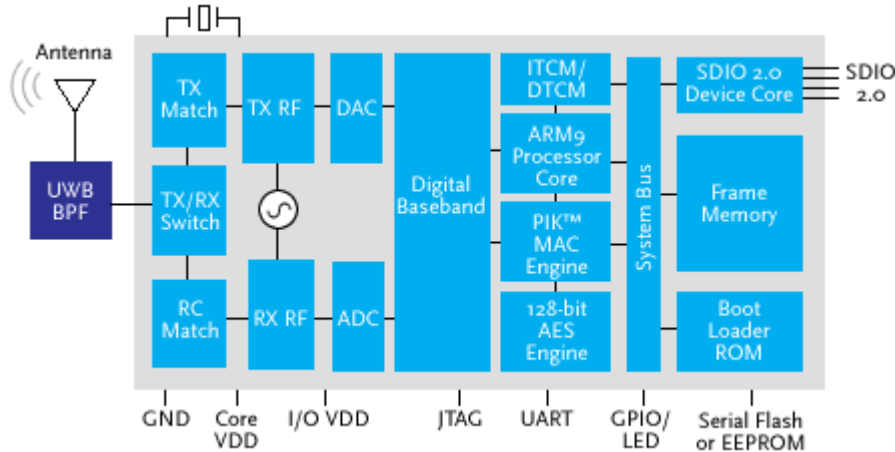 Antenna
UWB
BPF
TX
Match
TX/RX
Switch
RC
Match
TX RF
RX RF
DAC
ADC
Digital
Baseband
ITCM/
DTCM
ARM9
Processor
Core
PIK™
MAC
Engine
128-bit
AES
Engine
System Bus
SDIO 2.0
Device Core
Frame
Memory
Boot
Loader
ROM
SDIO
2.0
GND
Core
VDD
I/O VDD
JTAG
UART
GPIO/
LED
Serial Flash
or EEPROM